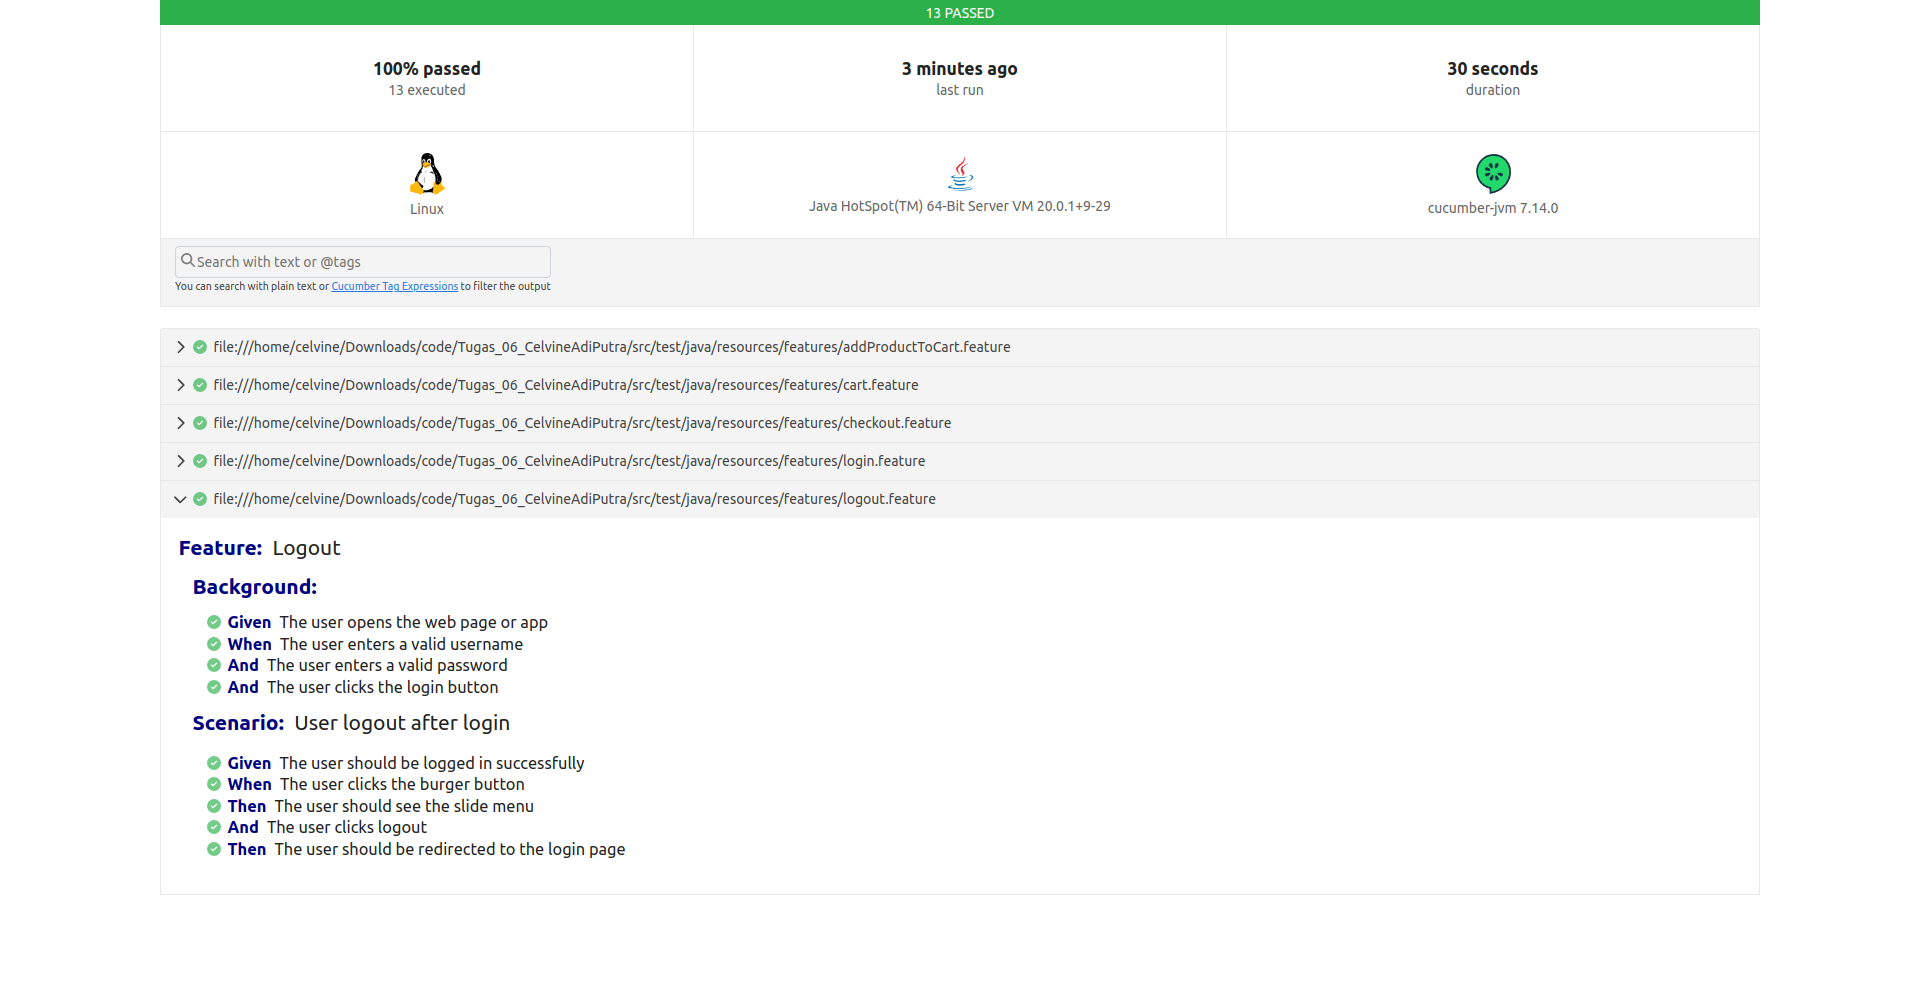 13 PASSED
100% passed
13 executed
3 minutes ago
last run
30 seconds
duration
Linux
Java HotSpot(TM) 64-Bit Server VM 20.0.1+9-29
cucumber-jvm 7.14.0
Search with text or @tags
You can search with plain text or Cucumber Tag Expressions to filter the output
file:///home/celvine/Downloads/code/Tugas_06_CelvineAdiPutra/src/test/java/resources/features/addProductToCart.feature
file:///home/celvine/Downloads/code/Tugas_06_CelvineAdiPutra/src/test/java/resources/features/cart.feature
file:///home/celvine/Downloads/code/Tugas_06_CelvineAdiPutra/src/test/java/resources/features/checkout.feature
file:///home/celvine/Downloads/code/Tugas_06_CelvineAdiPutra/src/test/java/resources/features/login.feature
file:///home/celvine/Downloads/code/Tugas_06_CelvineAdiPutra/src/test/java/resources/features/logout.feature
Feature: Logout
Background:
Given The user opens the web page or app
When The user enters a valid username
And The user enters a valid password
And The user clicks the login button
Scenario: User logout after login
Given The user should be logged in successfully
When The user clicks the burger button
Then The user should see the slide menu
And The user clicks logout
Then The user should be redirected to the login page